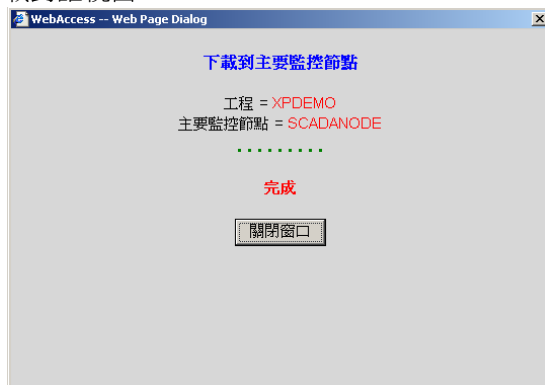 WebAccess -- Web Page Dialog
下載到主要監控節點
工程 = XPDEMO
主要監控節點 = SCADANODE
.........
完成
關閉窗口